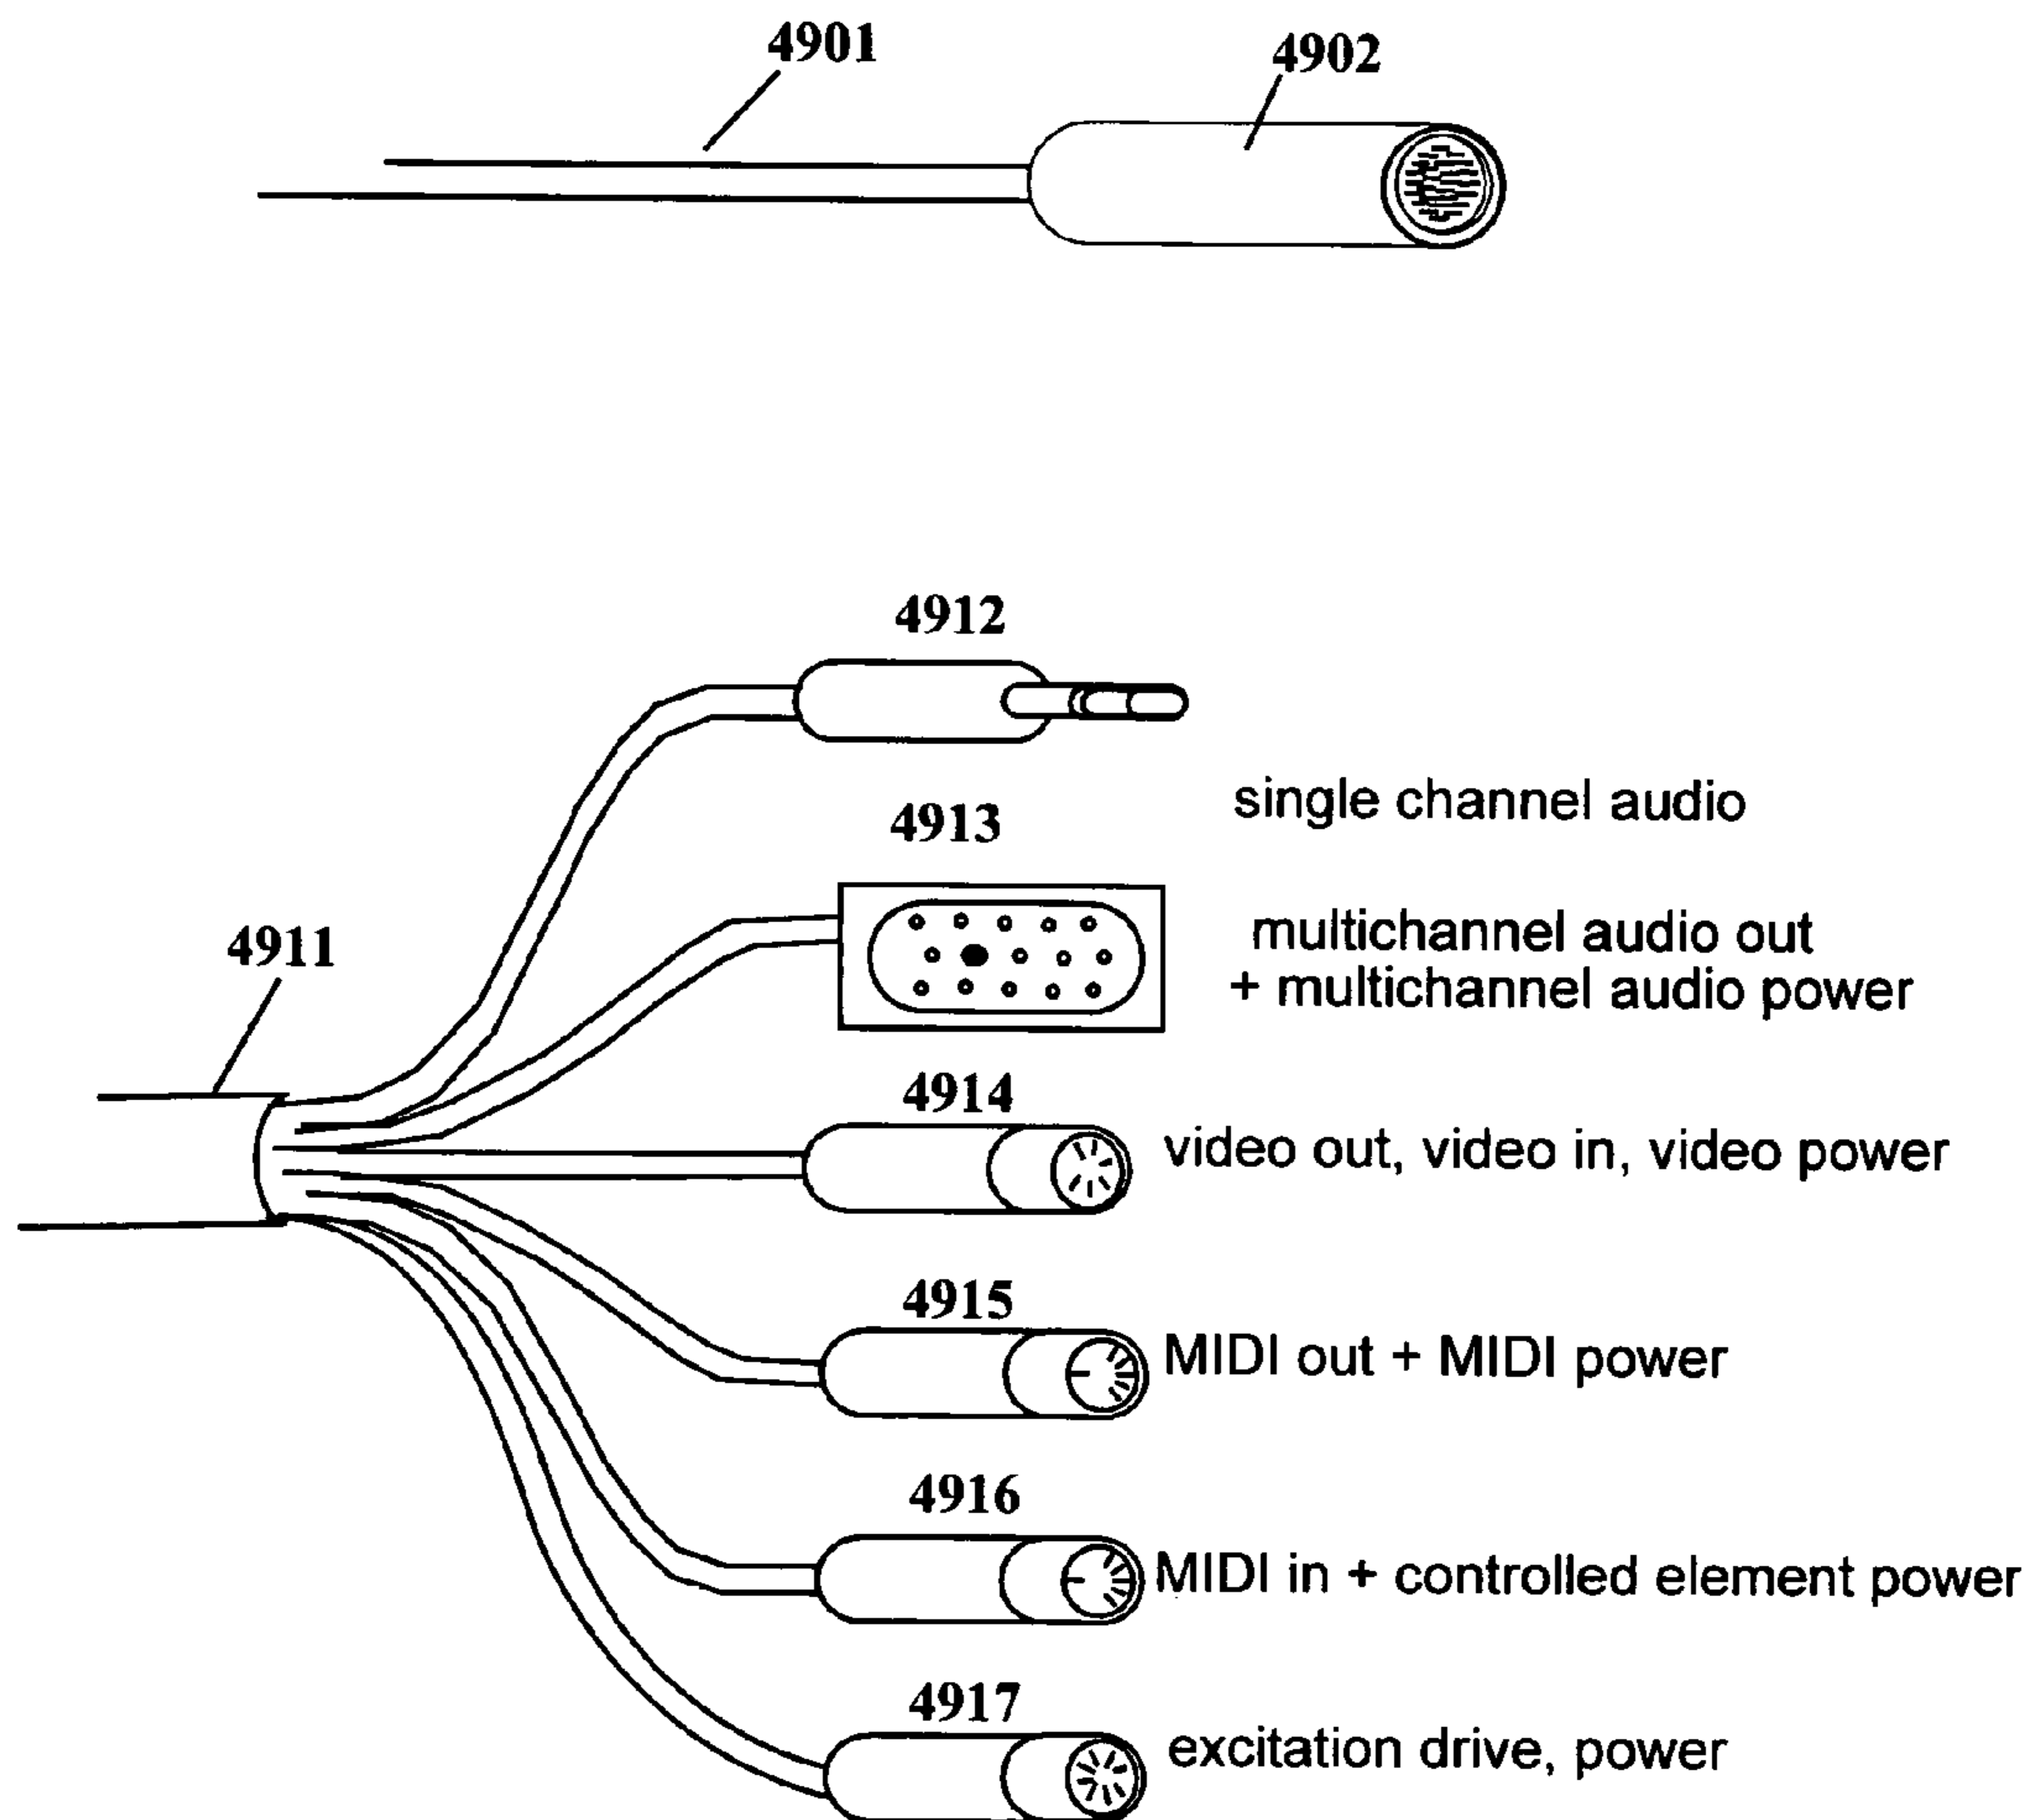 4901
4902
4912
single channel audio
4913
multichannel audio out
+ multichannel audio power
4911
4914
video out, video in, video power
4915
MIDI out + MIDI power
4916
MIDI in + controlled element power
4917
excitation drive, power